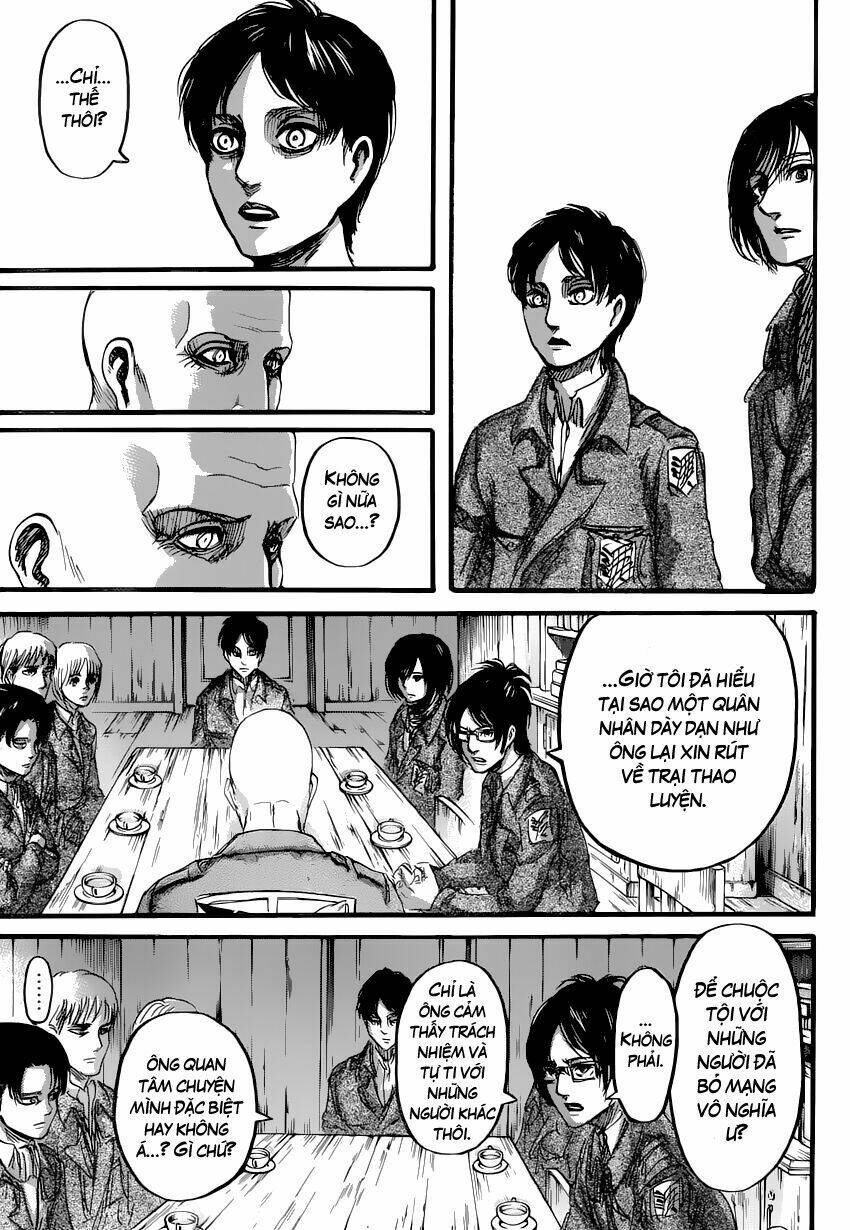 ...CHỈ...
THẾ
THÔI?
KHÔNG
GÌ NỮA
SAO...?
...GIỜ TÔI ĐÃ HIỂU
TẠI SAO MỘT QUÂN
NHÂN DÀY DẠN NHƯ
ÔNG LẠI XIN RÚT
VỀ TRẠI THAO
LUYỆN.
ĐỂ CHUỘC
TỘI VỚI
NHỮNG
NGƯỜI ĐÃ
BỎ MẠNG
VÔ NGHĨA
Ư?
...
KHÔNG
PHẢI.
CHỈ LÀ
ÔNG CẢM
THẤY TRÁCH
NHIỆM VÀ
TỰ TI VỚI
NHỮNG
NGƯỜI KHÁC
THÔI.
ÔNG QUAN
TÂM CHUYỆN
MÌNH ĐẶC BIỆT
HAY KHÔNG
Á...? GÌ CHỨ?
......